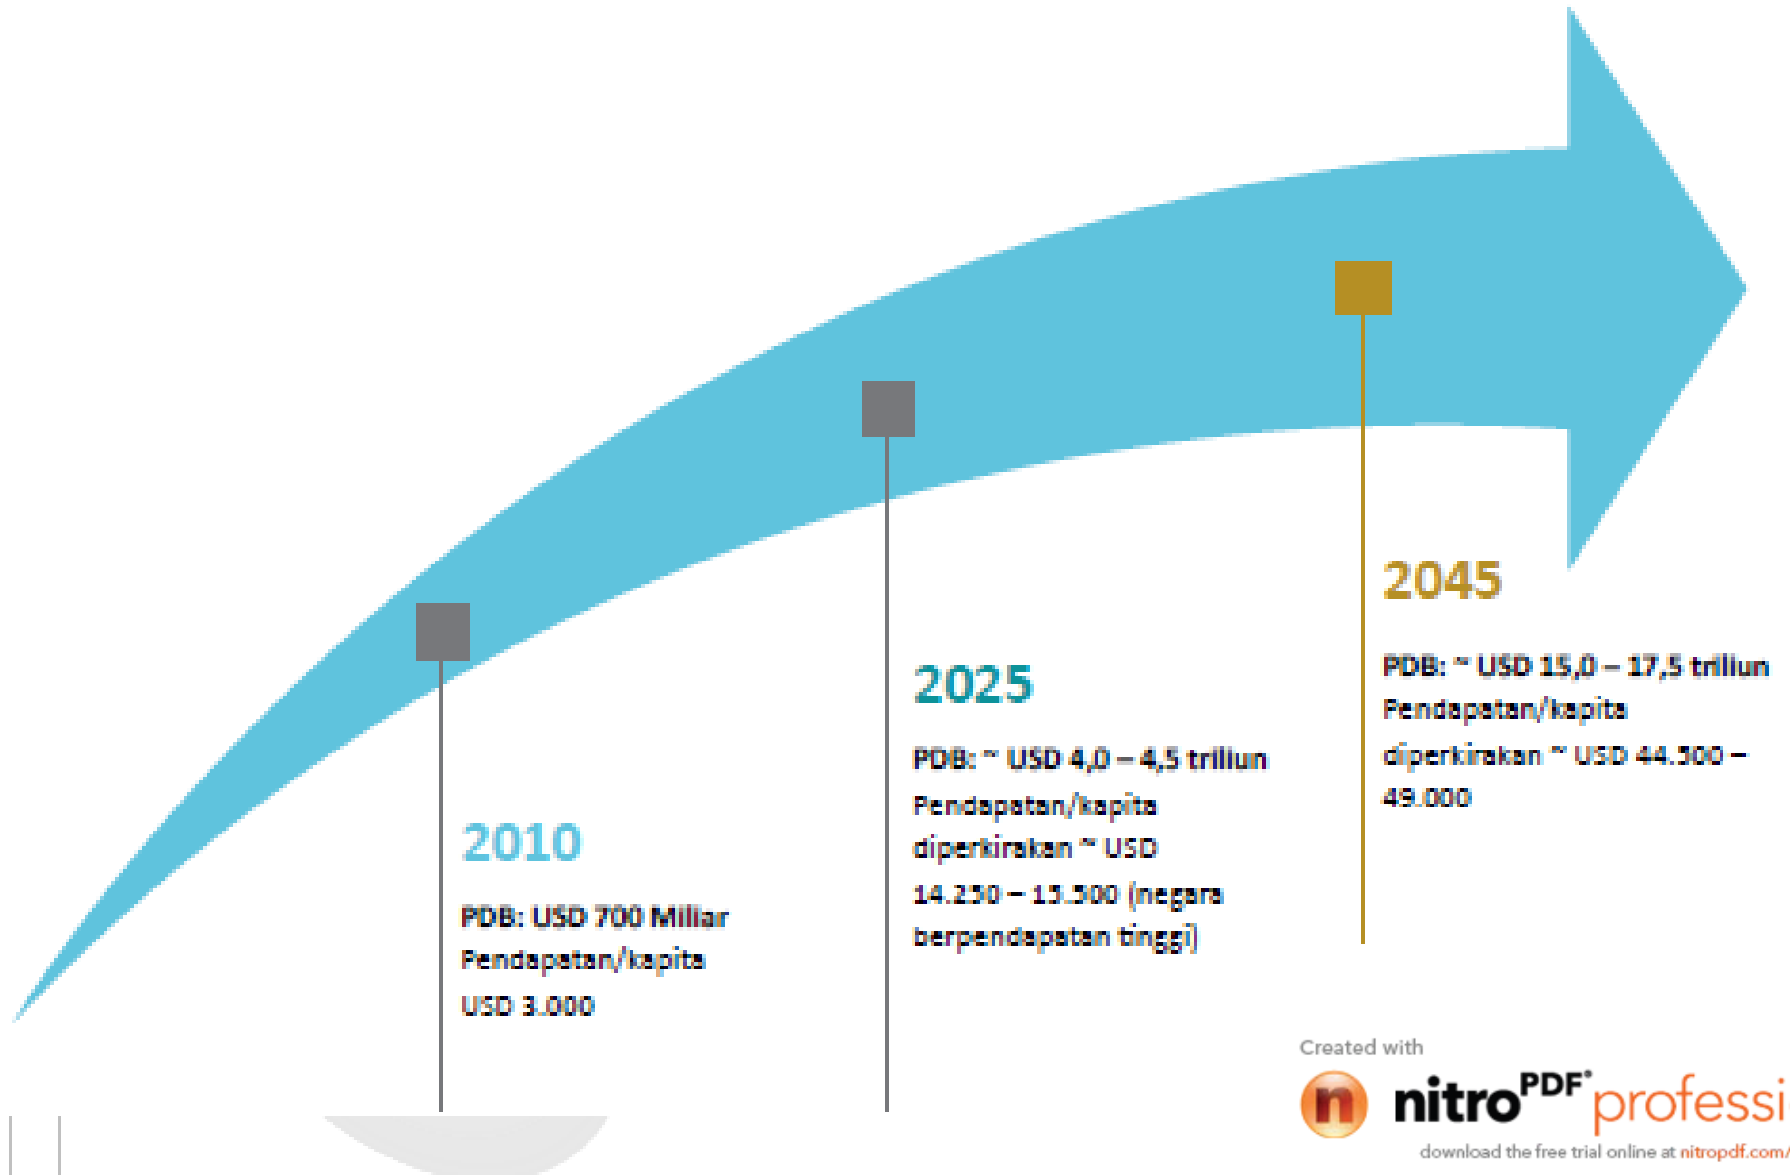 2010
PDB: USD 700 Miliar
Pendapatan/kapita
USD 3.000
2025
PDB: ~ USD 4,0 – 4,5 triliun
Pendapatan/kapita
diperkirakan ~ USD
14.250 – 15.500 (negara
berpendapatan tinggi)
2045
PDB: ~ USD 15,0 – 17,5 triliun
Pendapatan/kapita
diperkirakan ~ USD 44.500 –
49.000
Created with
n nitroPDF® professi
download the free trial online at nitropdf.com/